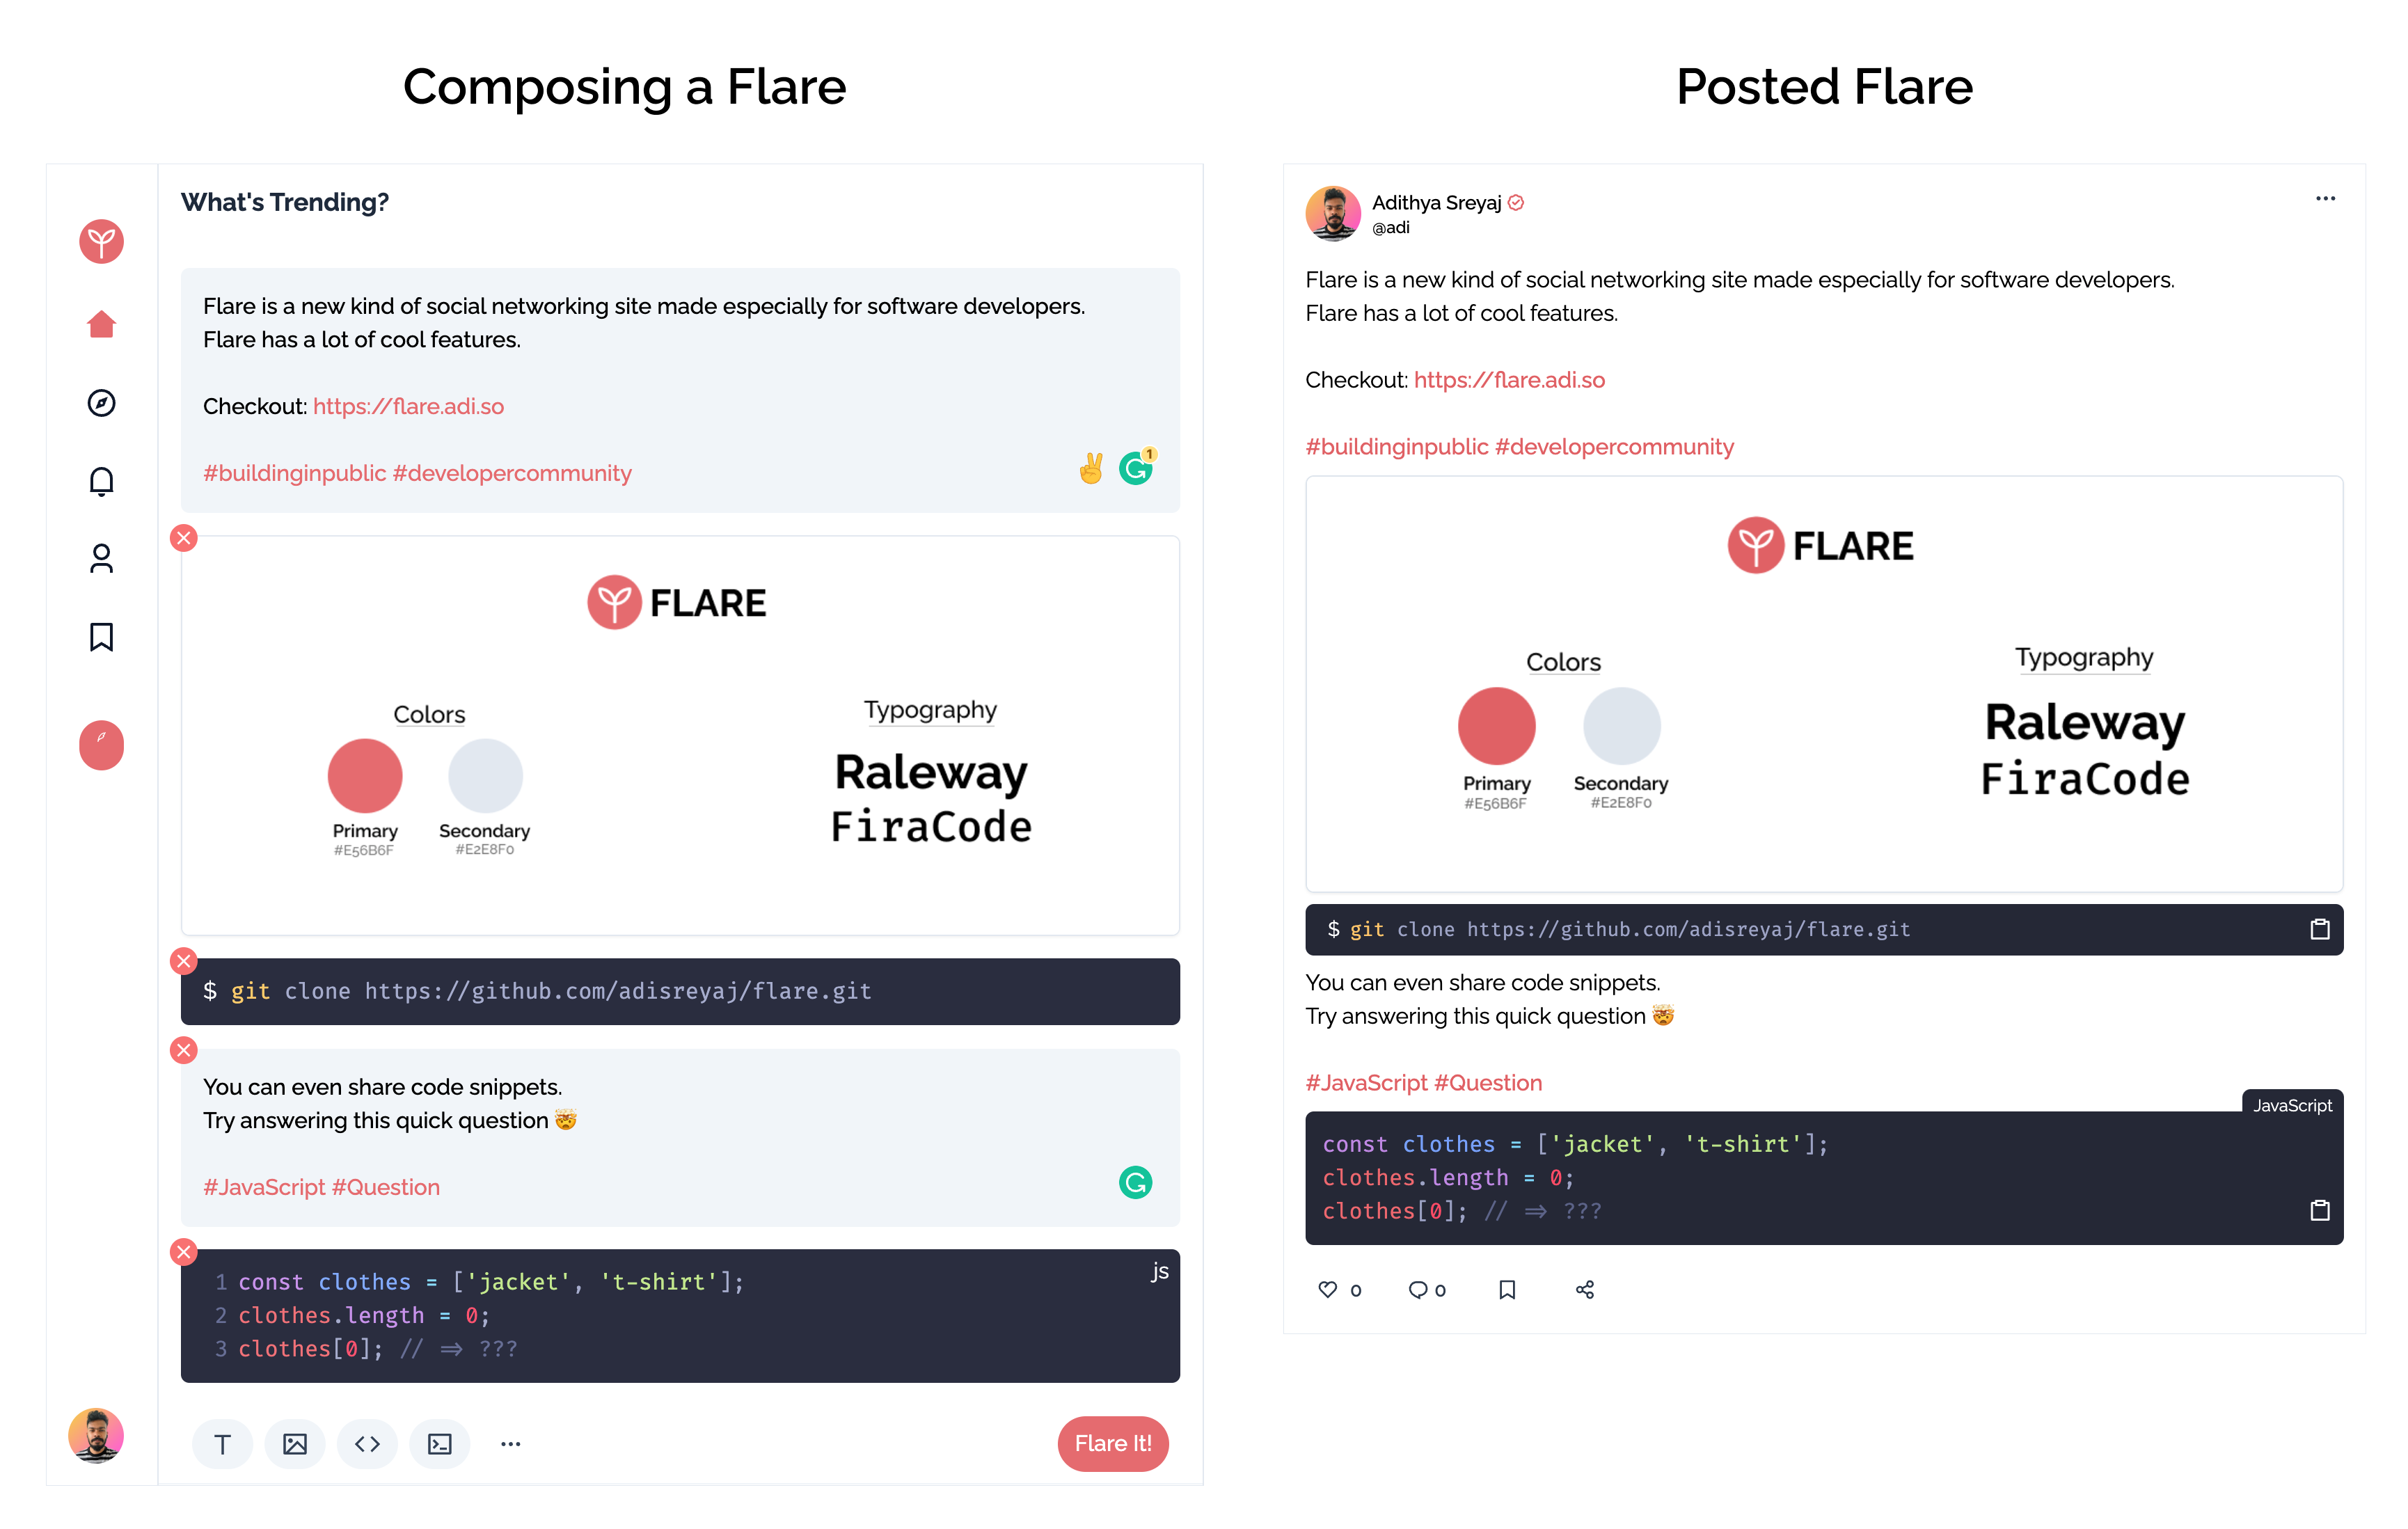 Composing a Flare
What's Trending?
Flare is a new kind of social networking site made especially for software developers.
Flare has a lot of cool features.
Checkout: https://flare.adi.so
#buildinginpublic #developercommunity
1
FLARE
Colors
Typography
Primary
#E56B6F
Secondary
#E2E8F0
Raleway
FiraCode
$ git clone https://github.com/adisreyaj/flare.git
You can even share code snippets.
Try answering this quick question 🤯
#JavaScript #Question
js
1 const clothes = ['jacket', 't-shirt'];
2 clothes.length = 0;
3 clothes[0]; // => ???
T
Flare It!
Posted Flare
Adithya Sreyaj
@adi
Flare is a new kind of social networking site made especially for software developers.
Flare has a lot of cool features.
Checkout: https://flare.adi.so
#buildinginpublic #developercommunity
FLARE
Colors
Typography
Primary
#E56B6F
Secondary
#E2E8F0
Raleway
FiraCode
$ git clone https://github.com/adisreyaj/flare.git
You can even share code snippets.
Try answering this quick question 🤯
#JavaScript #Question
JavaScript
const clothes = ['jacket', 't-shirt'];
clothes.length = 0;
clothes[0]; // => ???
0
0